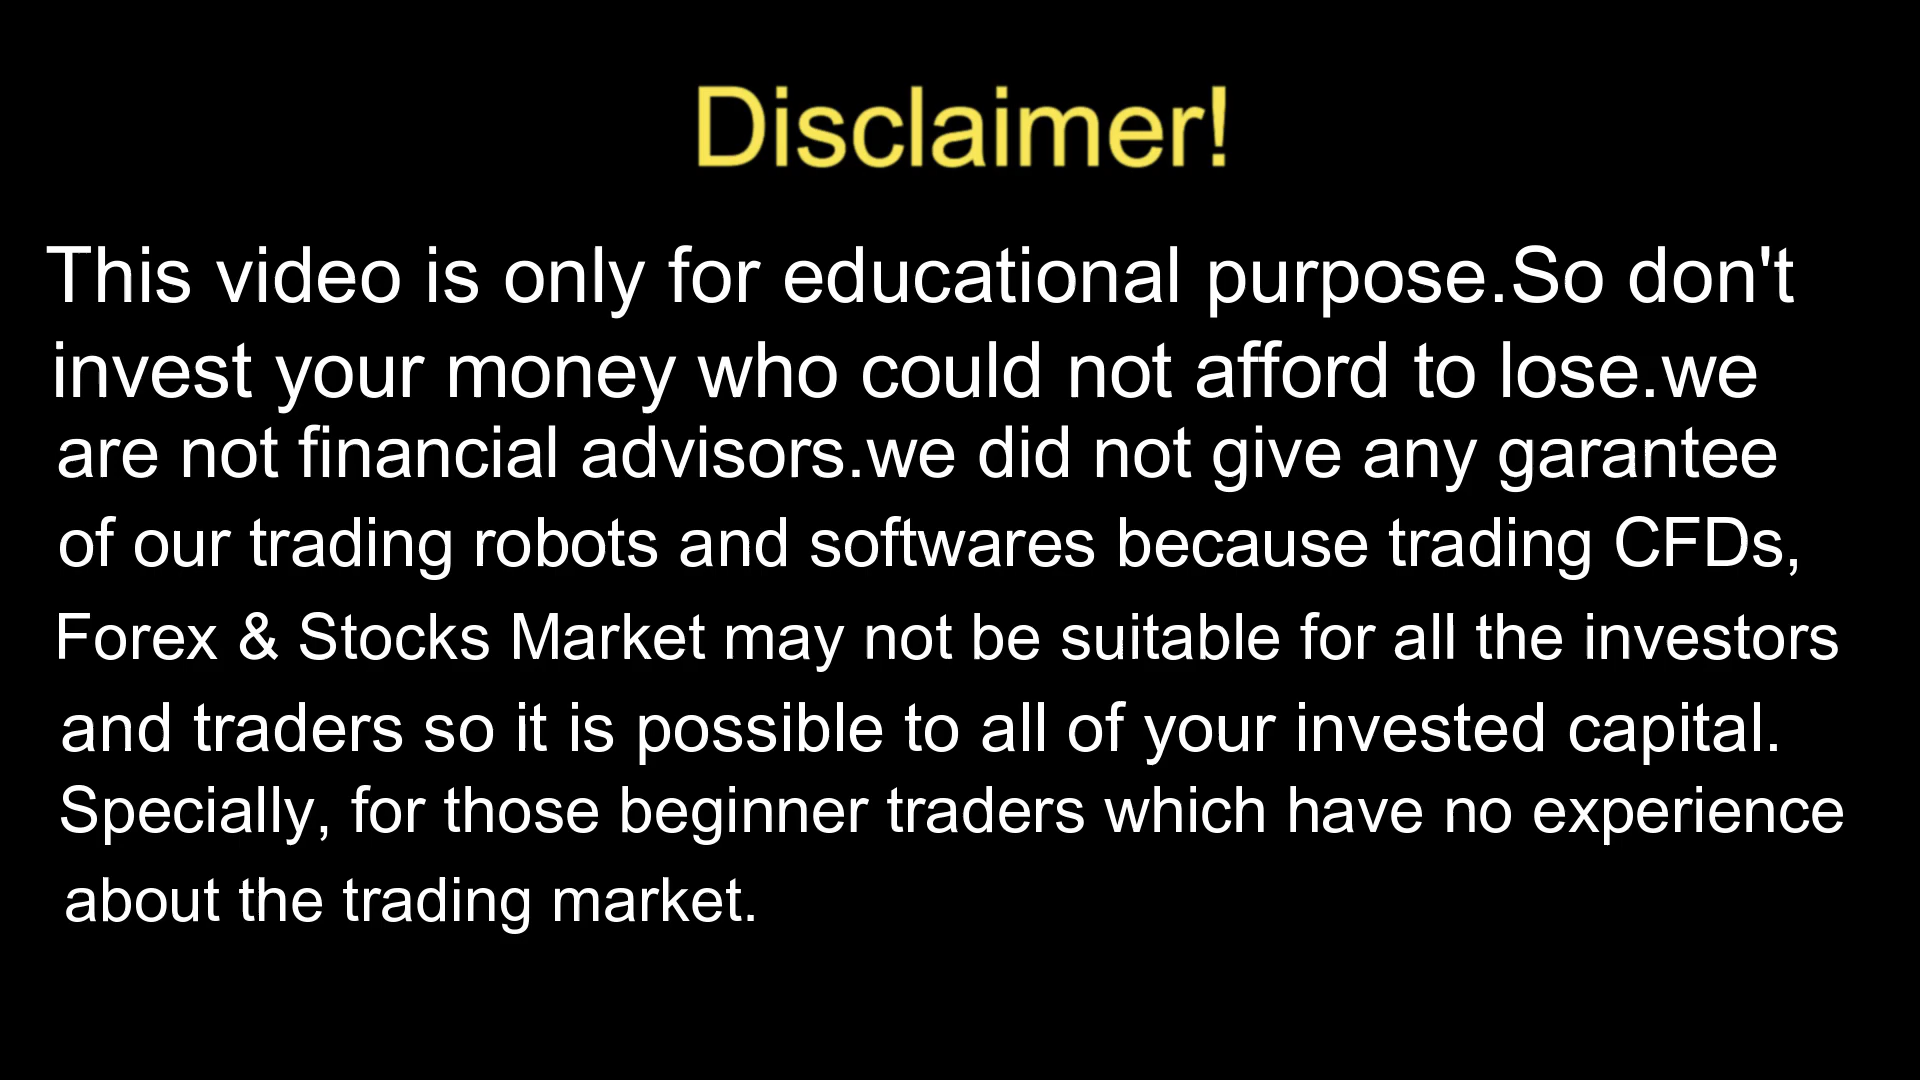 Disclaimer!
This video is only for educational purpose.So don't
invest your money who could not afford to lose.we
are not financial advisors.we did not give any garantee
of our trading robots and softwares because trading CFDs,
Forex & Stocks Market may not be suitable for all the investors
and traders so it is possible to all of your invested capital.
Specially, for those beginner traders which have no experience
about the trading market.